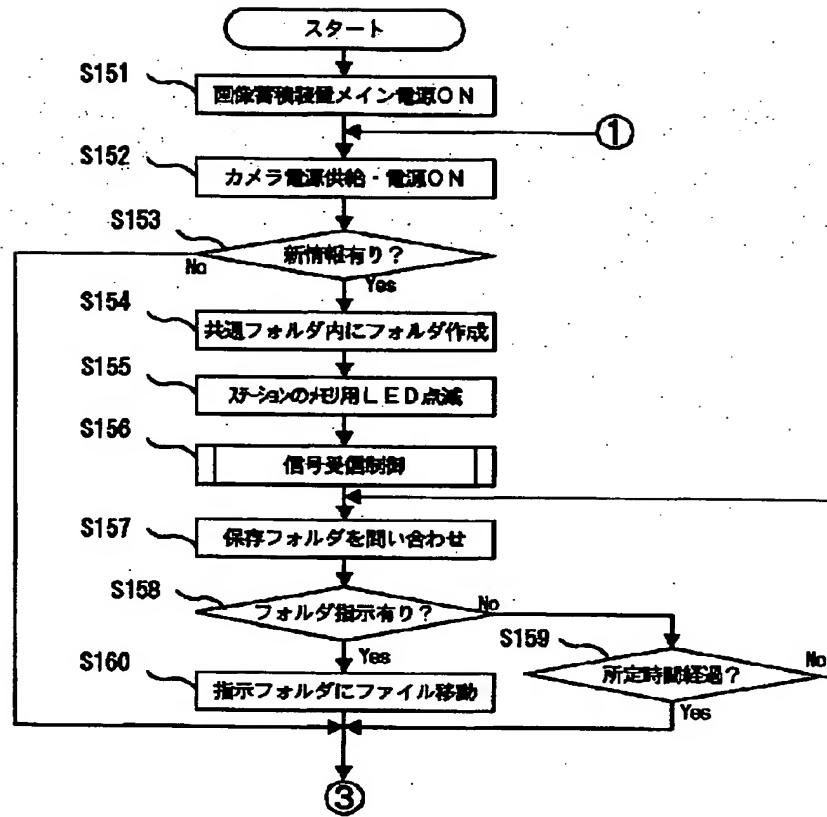 スタート
S151
画像蓄積装置メイン電源ON
①
S152
カメラ電源供給・電源ON
S153
新情報有り?
No
Yes
S154
共通フォルダ内にフォルダ作成
S155
ステーションのメモリ用LED点滅
S156
信号受信制御
S157
保存フォルダを問い合わせ
S158
フォルダ指示有り?
No
Yes
S159
所定時間経過?
No
Yes
S160
指示フォルダにファイル移動
③